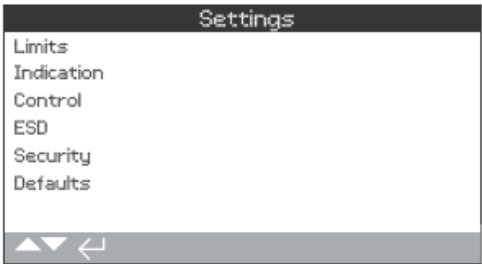 Settings
Limits
Indication
Control
ESD
Security
Defaults